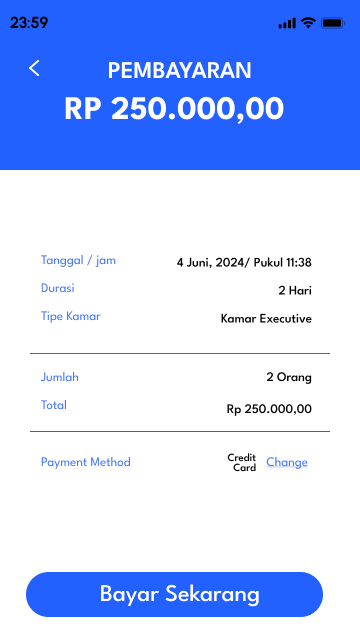 23:59
PEMBAYARAN
RP 250.000,00
Tanggal / jam 4 Juni, 2024/ Pukul 11:38
Durasi 2 Hari
Tipe Kamar Kamar Executive
Jumlah 2 Orang
Total Rp 250.000,00
Payment Method Credit Card Change
Bayar Sekarang